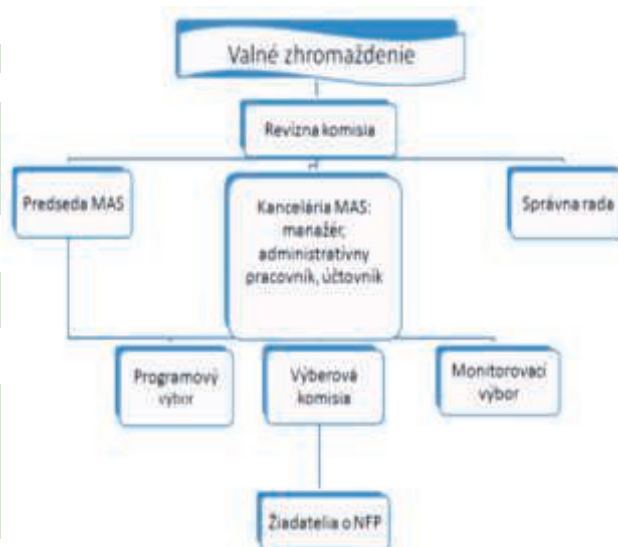 Valné zhromaždenie
Revízna komisia
Predseda MAS
Kancelária MAS:
manažér,
administratívny
pracovník, účtovník
Správna rada
Programový
výbor
Výberová
komisia
Monitorovací
výbor
Žiadatelia o NFP